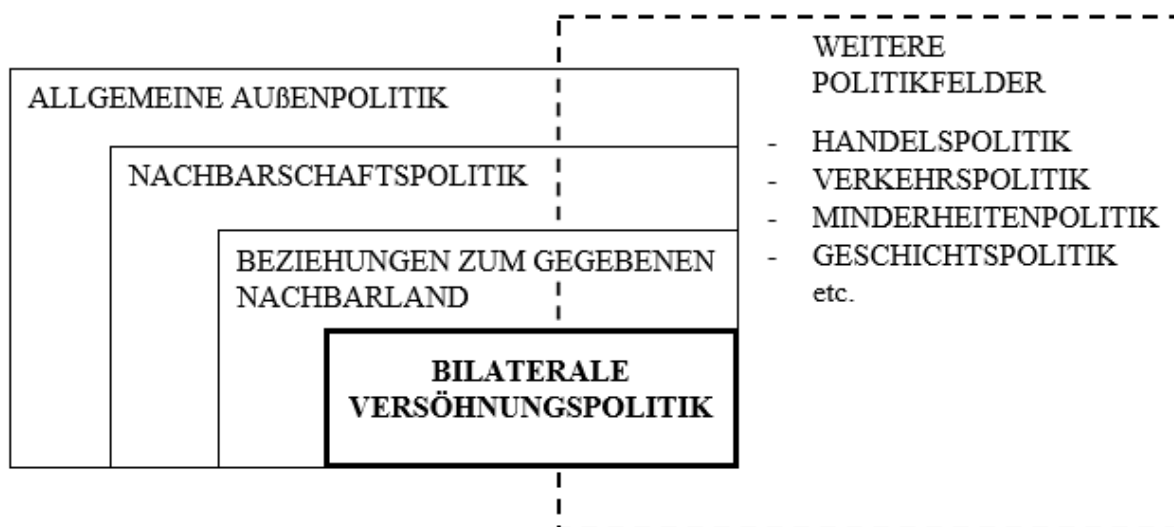 ALLGEMEINE AUßENPOLITIK
NACHBARSCHAFTSPOLITIK
BEZIEHUNGEN ZUM GEGEBENEN
NACHBARLAND
BILATERALE
VERSÖHNUNGSPOLITIK
WEITERE
POLITIKFELDER
- HANDELSPOLITIK
- VERKEHRSPOLITIK
- MINDERHEITENPOLITIK
- GESCHICHTSPOLITIK
etc.